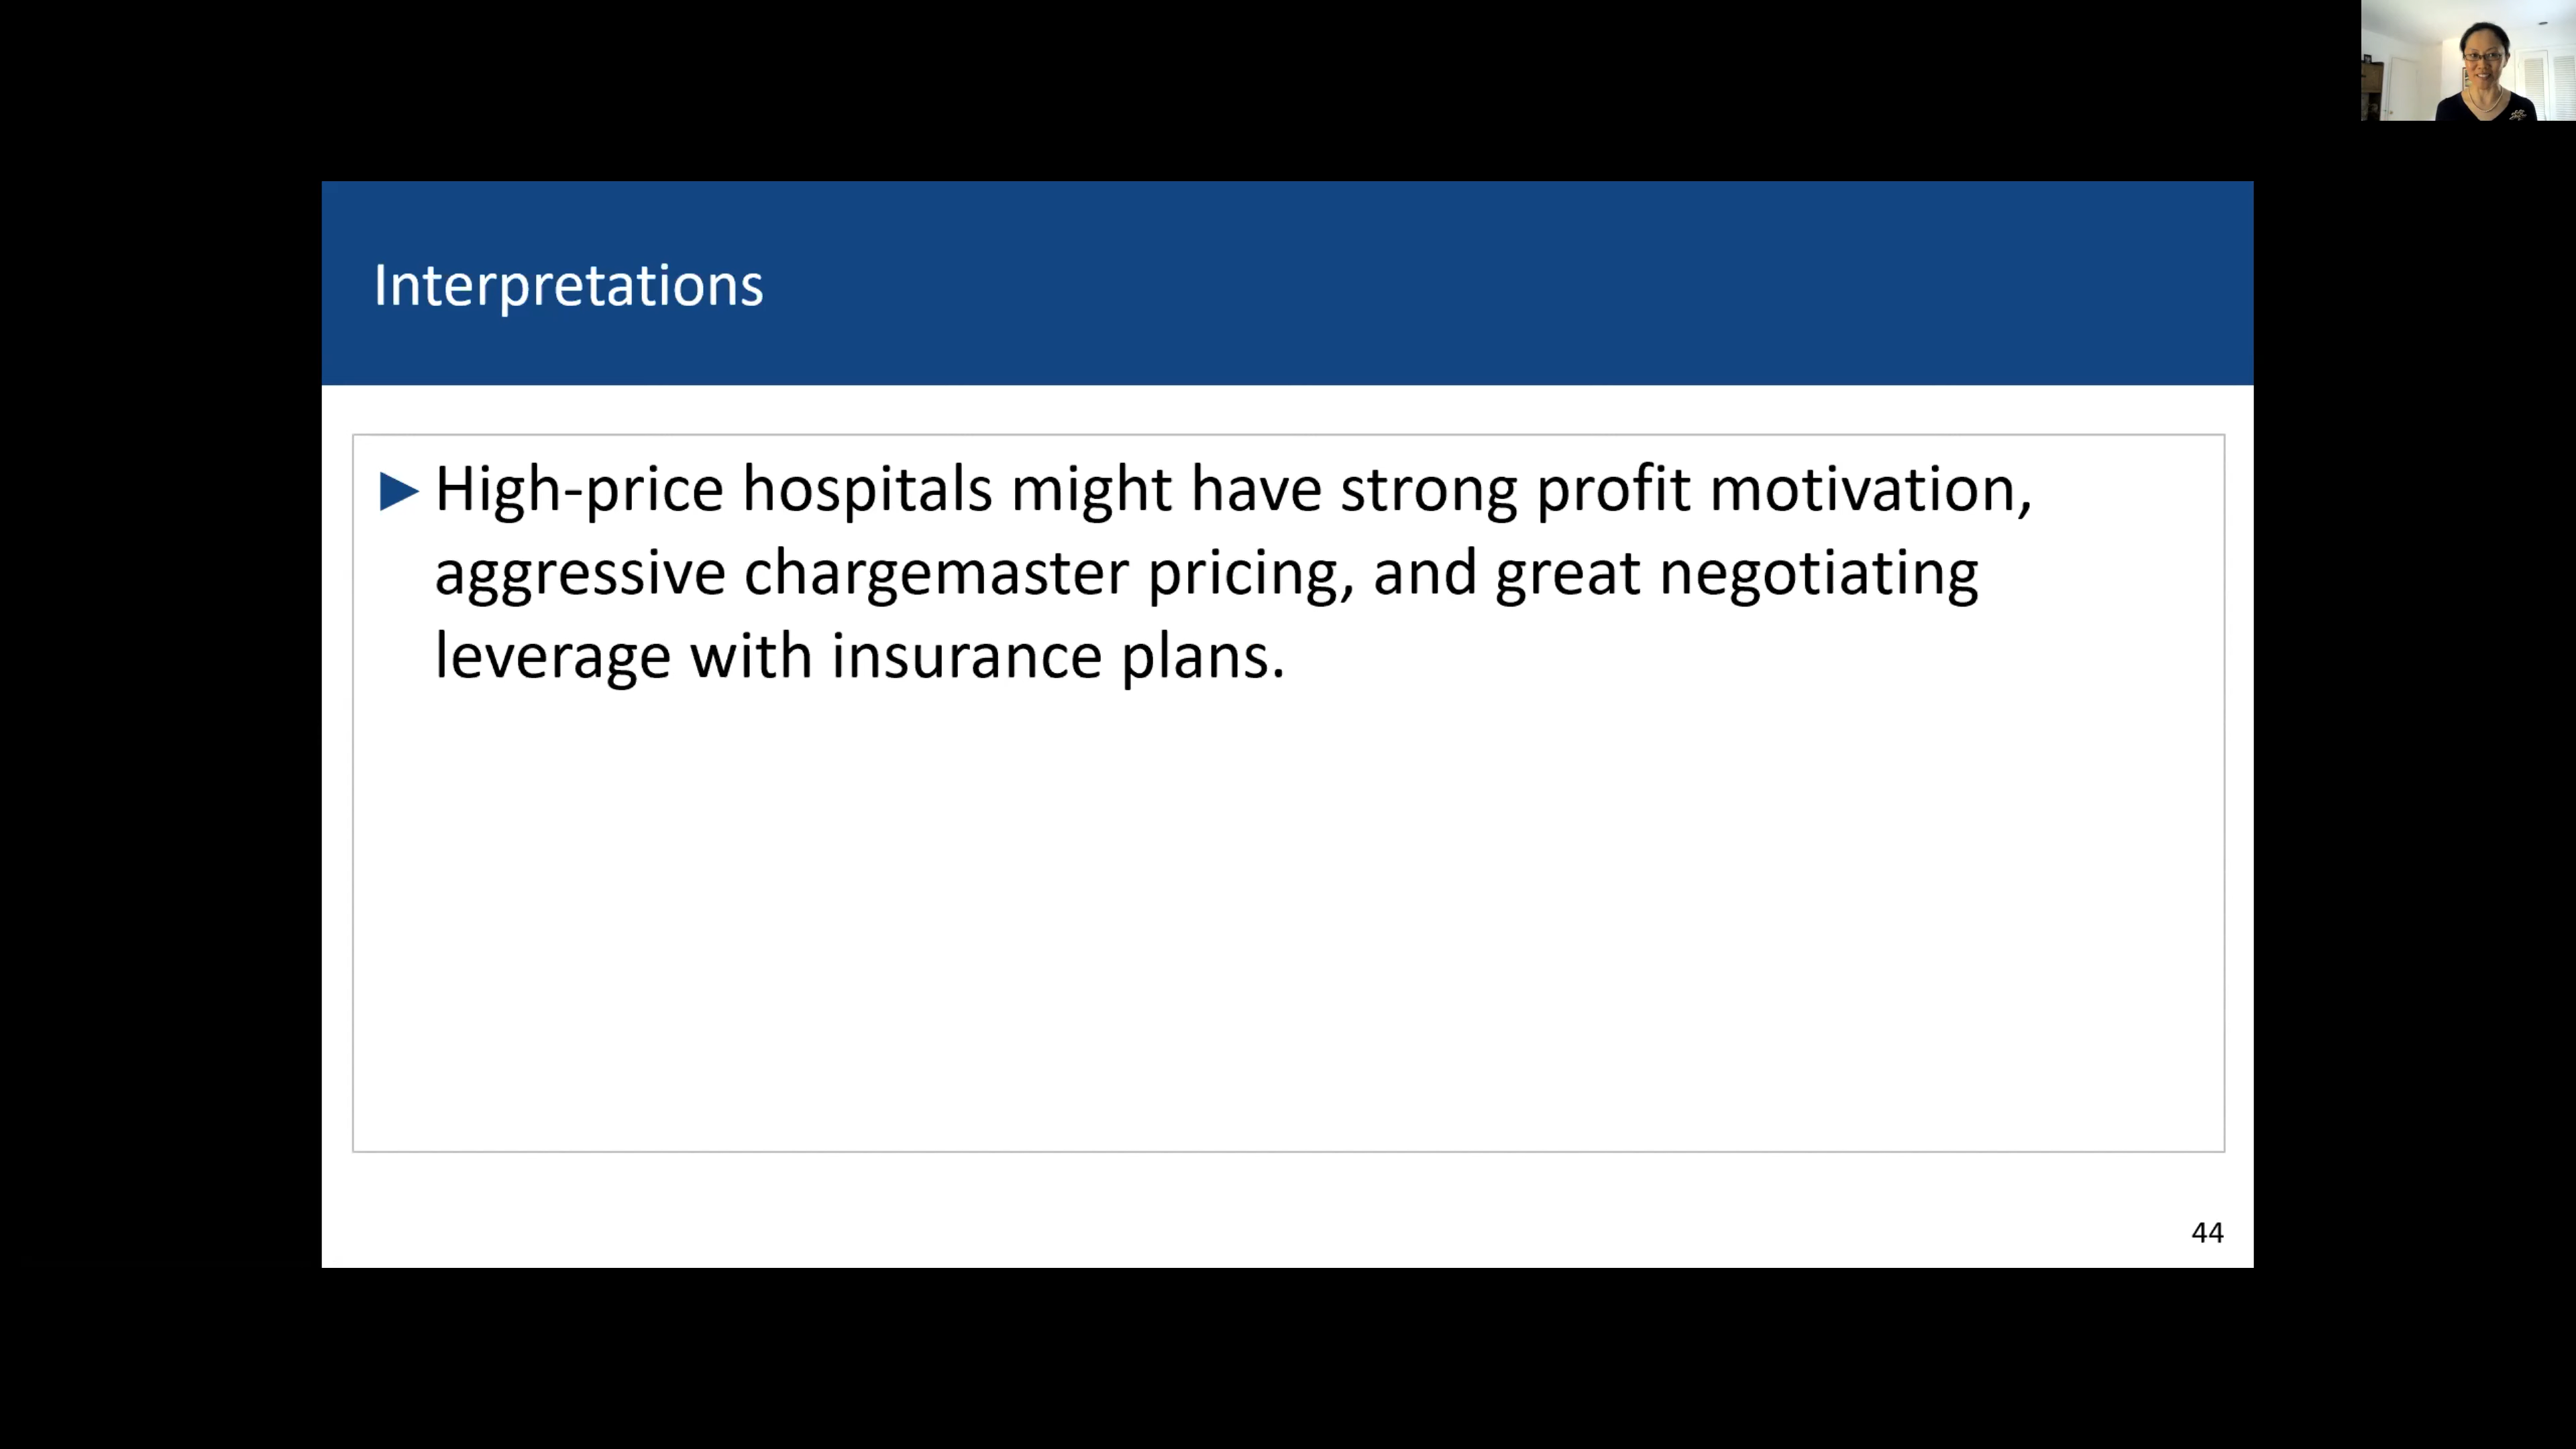 Interpretations
► High-price hospitals might have strong profit motivation,
aggressive chargemaster pricing, and great negotiating
leverage with insurance plans.
44